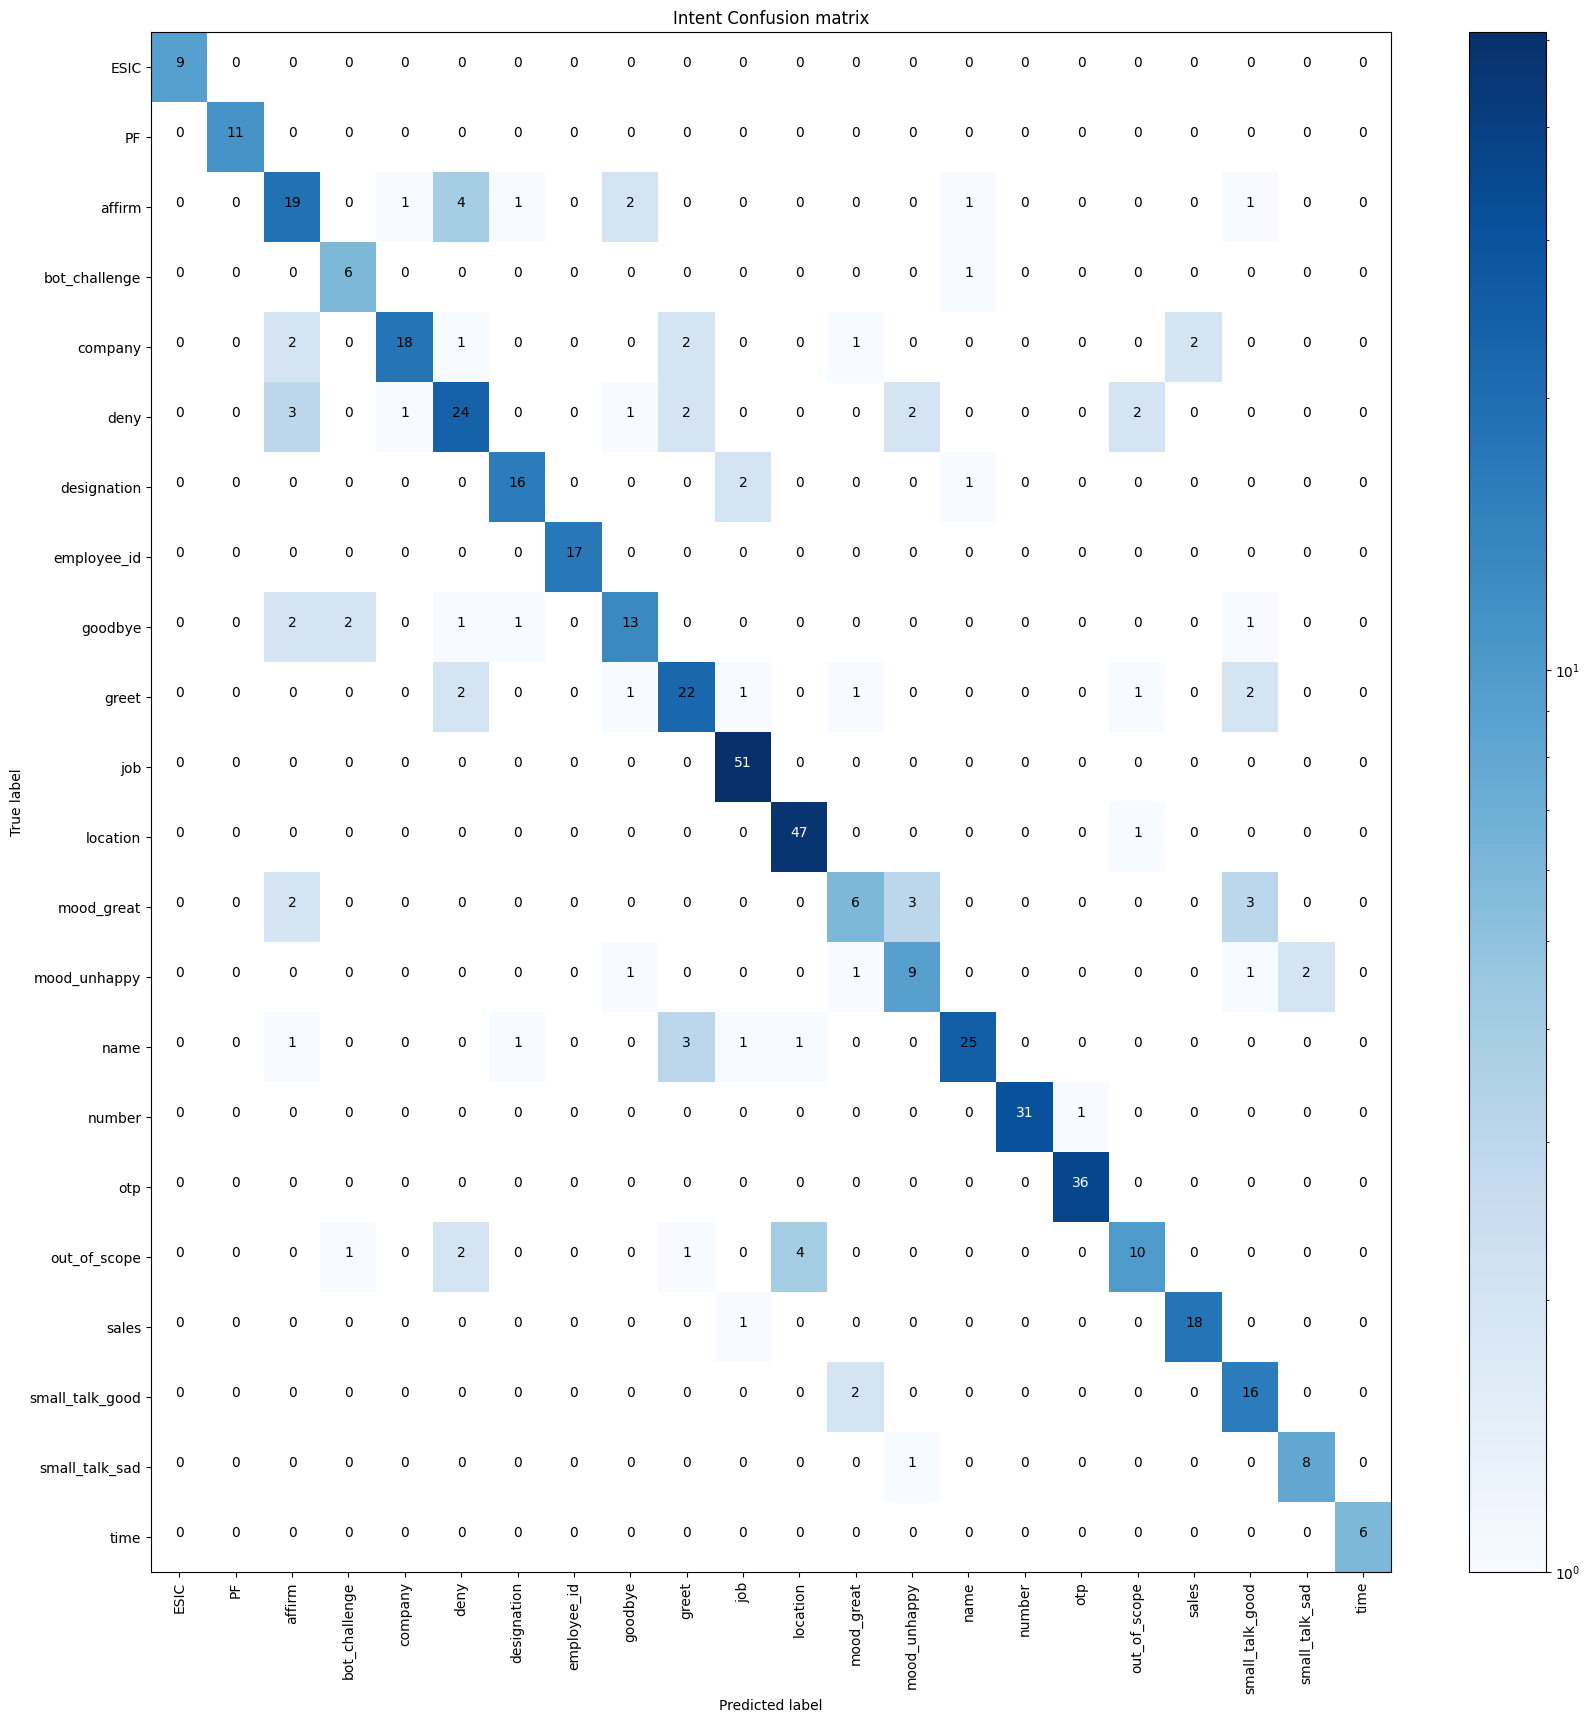 Intent Confusion matrix
ESIC 9 0 0 0 0 0 0 0 0 0 0 0 0 0 0 0 0 0 0 0 0 0
PF 0 11 0 0 0 0 0 0 0 0 0 0 0 0 0 0 0 0 0 0 0 0
affirm 0 0 19 0 1 4 1 0 2 0 0 0 0 0 1 0 0 0 0 1 0 0
bot_challenge 0 0 0 6 0 0 0 0 0 0 0 0 0 0 1 0 0 0 0 0 0 0
company 0 0 2 0 18 1 0 0 0 2 0 0 1 0 0 0 0 0 2 0 0 0
deny 0 0 3 0 1 24 0 0 1 2 0 0 0 2 0 0 0 2 0 0 0 0
designation 0 0 0 0 0 0 16 0 0 0 2 0 0 0 1 0 0 0 0 0 0 0
employee_id 0 0 0 0 0 0 0 17 0 0 0 0 0 0 0 0 0 0 0 0 0 0
goodbye 0 0 2 2 0 1 1 0 13 0 0 0 0 0 0 0 0 0 0 1 0 0
greet 0 0 0 0 0 2 0 0 1 22 1 0 1 0 0 0 0 1 0 2 0 0
job 0 0 0 0 0 0 0 0 0 0 51 0 0 0 0 0 0 0 0 0 0 0
location 0 0 0 0 0 0 0 0 0 0 0 47 0 0 0 0 0 1 0 0 0 0
mood_great 0 0 2 0 0 0 0 0 0 0 0 0 6 3 0 0 0 0 0 3 0 0
mood_unhappy 0 0 0 0 0 0 0 0 1 0 0 0 1 9 0 0 0 0 0 1 2 0
name 0 0 1 0 0 0 1 0 0 3 1 1 0 0 25 0 0 0 0 0 0 0
number 0 0 0 0 0 0 0 0 0 0 0 0 0 0 0 31 1 0 0 0 0 0
otp 0 0 0 0 0 0 0 0 0 0 0 0 0 0 0 0 36 0 0 0 0 0
out_of_scope 0 0 0 1 0 2 0 0 0 1 0 4 0 0 0 0 0 10 0 0 0 0
sales 0 0 0 0 0 0 0 0 0 0 1 0 0 0 0 0 0 0 18 0 0 0
small_talk_good 0 0 0 0 0 0 0 0 0 0 0 0 2 0 0 0 0 0 0 16 0 0
small_talk_sad 0 0 0 0 0 0 0 0 0 0 0 0 0 1 0 0 0 0 0 0 8 0
time 0 0 0 0 0 0 0 0 0 0 0 0 0 0 0 0 0 0 0 0 0 6
True label
ESIC
PF
affirm
bot_challenge
company
deny
designation
employee_id
goodbye
greet
job
location
mood_great
mood_unhappy
name
number
otp
out_of_scope
sales
small_talk_good
small_talk_sad
time
Predicted label
10¹
10⁰